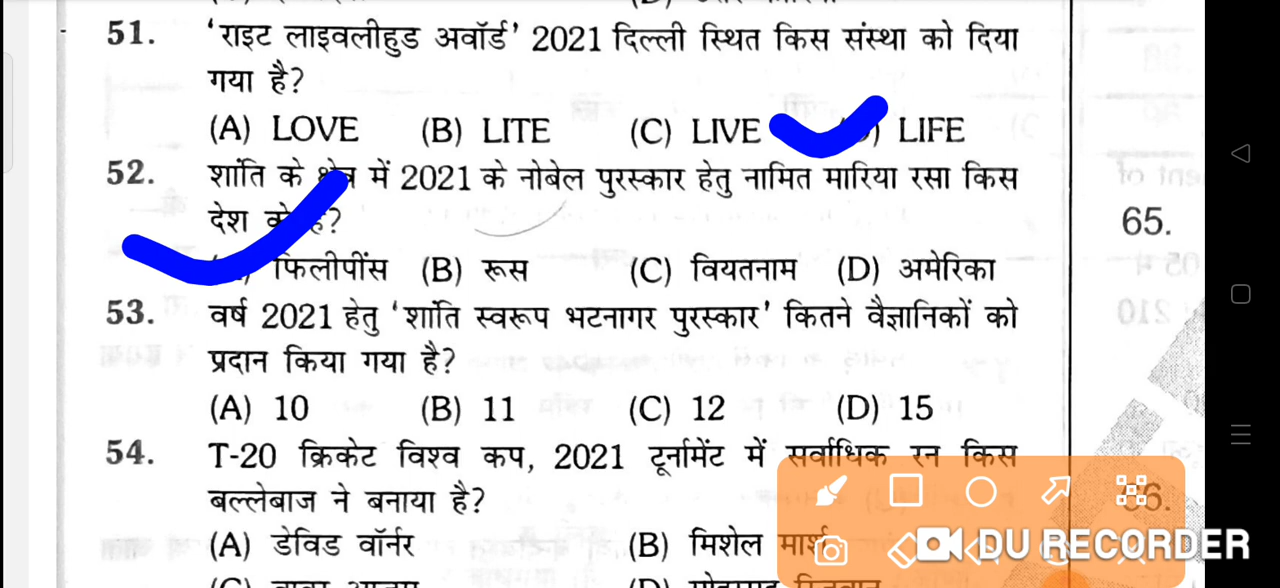 51. 'राइट लाइवलीहुड अवॉर्ड' 2021 दिल्ली स्थित किस संस्था को दिया
गया है?
(A) LOVE (B) LITE (C) LIVE LIFE
52. शांति के क्षेत्र में 2021 के नोबेल पुरस्कार हेतु नामित मारिया रसा किस
देश
फिलीपींस (B) रूस (C) वियतनाम (D) अमेरिका
53. वर्ष 2021 हेतु 'शांति स्वरूप भटनागर पुरस्कार' कितने वैज्ञानिकों को
प्रदान किया गया है?
(A) 10 (B) 11 (C) 12 (D) 15
54. T-20 क्रिकेट विश्व कप, 2021 टूर्नामेंट में सर्वाधिक रन किस
बल्लेबाज ने बनाया है?
(A) डेविड वॉर्नर (B) मिशेल मार्श
65.
DU RECORDER